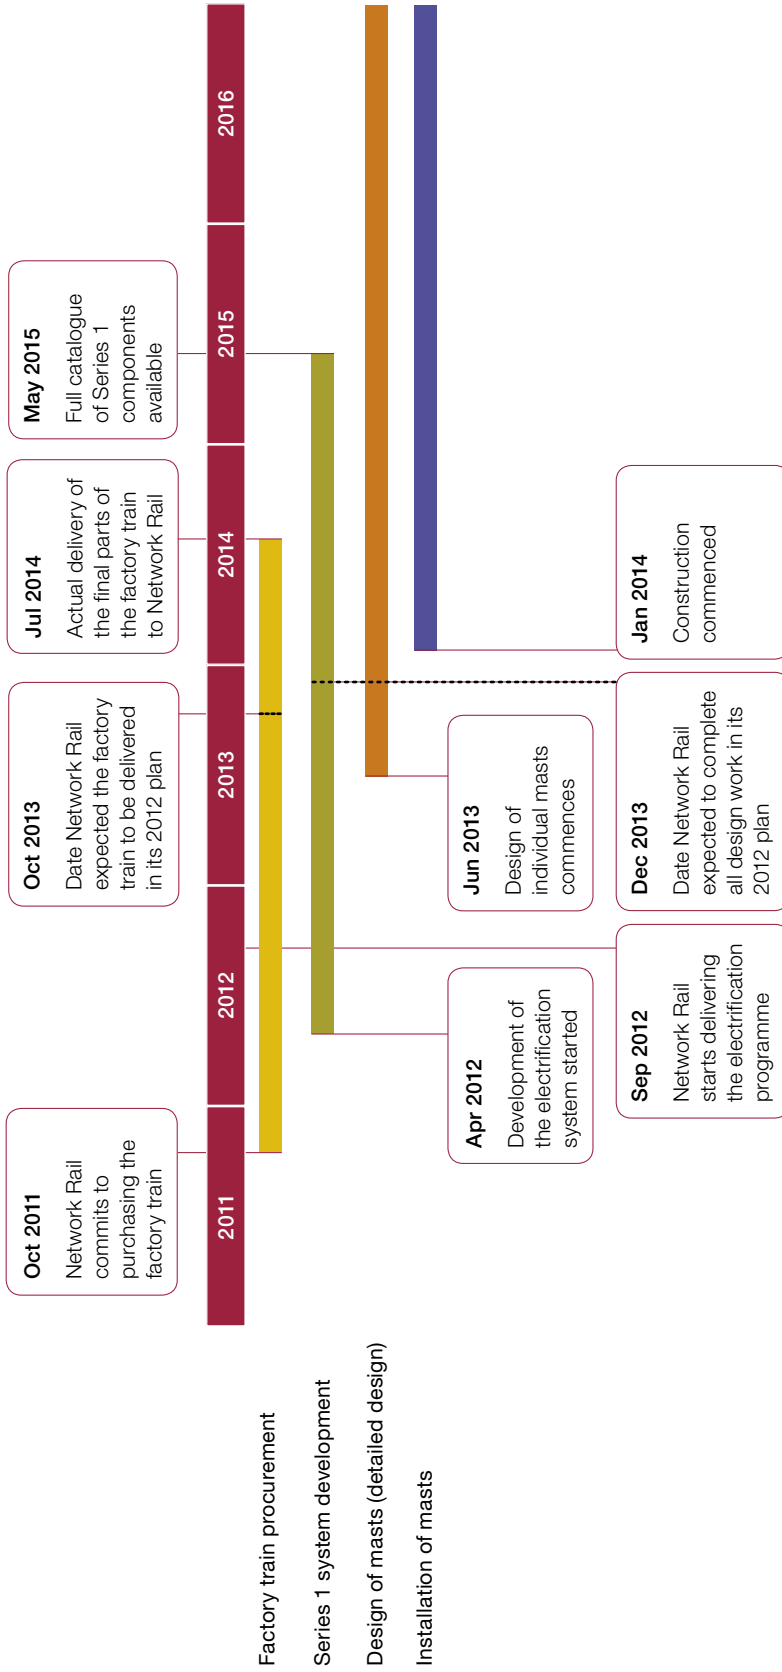 Oct 2011
Network Rail
commits to
purchasing the
factory train
Oct 2013
Date Network Rail
expected the factory
train to be delivered
in its 2012 plan
Jul 2014
Actual delivery of
the final parts of
the factory train
to Network Rail
May 2015
Full catalogue
of Series 1
components
available
2011
2012
2013
2014
2015
2016
Factory train procurement
Series 1 system development
Design of masts (detailed design)
Installation of masts
Apr 2012
Development of
the electrification
system started
Jun 2013
Design of
individual masts
commences
Sep 2012
Network Rail
starts delivering
the electrification
programme
Dec 2013
Date Network Rail
expected to complete
all design work in its
2012 plan
Jan 2014
Construction
commenced